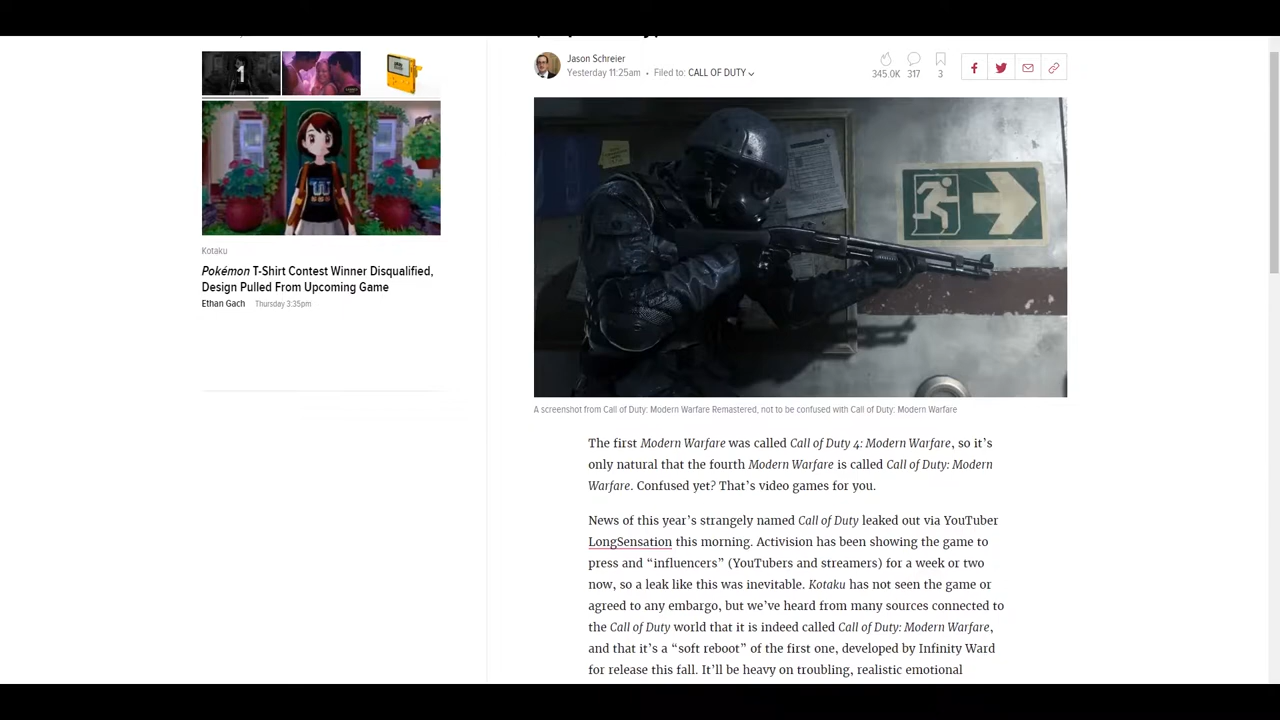 Jason Schreier
Yesterday 11:25am • Filed to: CALL OF DUTY
345.0K 317 3
1
Kotaku
Pokémon T-Shirt Contest Winner Disqualified,
Design Pulled From Upcoming Game
Ethan Gach Thursday 3:35pm
A screenshot from Call of Duty: Modern Warfare Remastered, not to be confused with Call of Duty: Modern Warfare
The first Modern Warfare was called Call of Duty 4: Modern Warfare, so it's
only natural that the fourth Modern Warfare is called Call of Duty: Modern
Warfare. Confused yet? That's video games for you.
News of this year's strangely named Call of Duty leaked out via YouTuber
LongSensation this morning. Activision has been showing the game to
press and “influencers” (YouTubers and streamers) for a week or two
now, so a leak like this was inevitable. Kotaku has not seen the game or
agreed to any embargo, but we've heard from many sources connected to
the Call of Duty world that it is indeed called Call of Duty: Modern Warfare,
and that it's a “soft reboot” of the first one, developed by Infinity Ward
for release this fall. It'll be heavy on troubling, realistic emotional